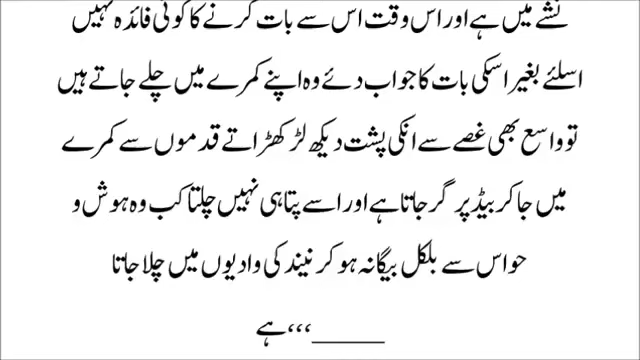 نشے میں ہے اور اس وقت اس سے بات کرنے کا کوئی فائدہ نہیں
اسلئے بغیر اسکی بات کا جواب دئے وہ اپنے کمرے میں چلے جاتے ہیں
تو واسع بھی غصے سے انکی پشت دیکھ لڑکھڑاتے قدموں سے کمرے
میں جا کر بیڈ پر گر جاتا ہے اور اسے پتا ہی نہیں چلتا کب وہ ہوش و
حواس سے بلکل بیگانہ ہو کر نیند کی وادیوں میں چلا جاتا
ہے،،،______